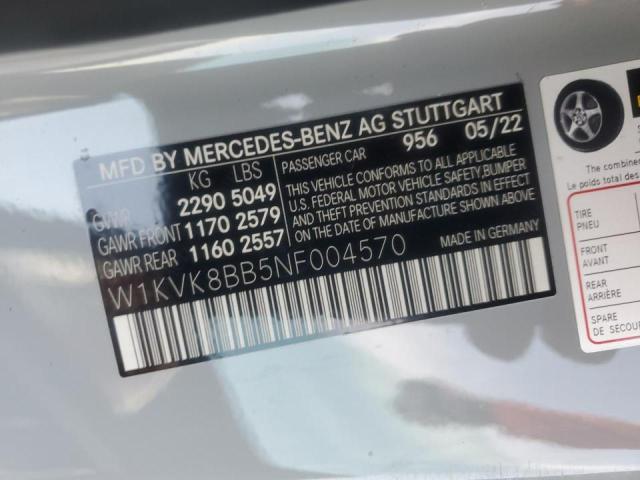 MFD BY MERCEDES-BENZ AG STUTTGART
KG LBS
GVWR 2290 5049
GAWR FRONT 1170 2579
GAWR REAR 1160 2557
PASSENGER CAR 956 05/22
THIS VEHICLE CONFORMS TO ALL APPLICABLE
U.S. FEDERAL MOTOR VEHICLE SAFETY, BUMPER
AND THEFT PREVENTION STANDARDS IN EFFECT
ON THE DATE OF MANUFACTURE SHOWN ABOVE
MADE IN GERMANY
W1KVK8BB5NF004570
The combine
Le poids total des
TIRE
PNEU
FRONT
AVANT
REAR
ARRIÈRE
SPARE
DE SECOU